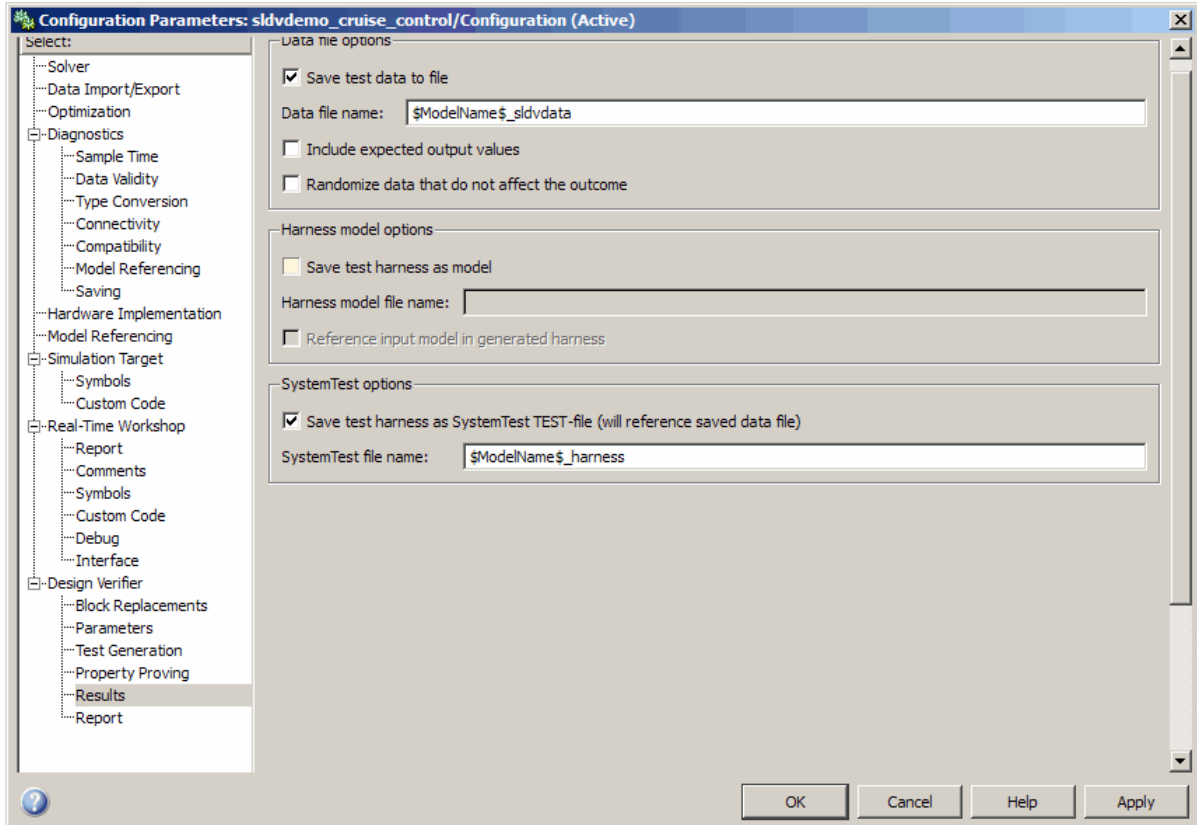 Configuration Parameters: sldvdemo_cruise_control/Configuration (Active)
Select:
Solver
Data Import/Export
Optimization
Diagnostics
Sample Time
Data Validity
Type Conversion
Connectivity
Compatibility
Model Referencing
Saving
Hardware Implementation
Model Referencing
Simulation Target
Symbols
Custom Code
Real-Time Workshop
Report
Comments
Symbols
Custom Code
Debug
Interface
Design Verifier
Block Replacements
Parameters
Test Generation
Property Proving
Results
Report
Data file options
Save test data to file
Data file name: $ModelName$_sldvdata
Include expected output values
Randomize data that do not affect the outcome
Harness model options
Save test harness as model
Harness model file name:
Reference input model in generated harness
SystemTest options
Save test harness as SystemTest TEST-file (will reference saved data file)
SystemTest file name: $ModelName$_harness
OK Cancel Help Apply